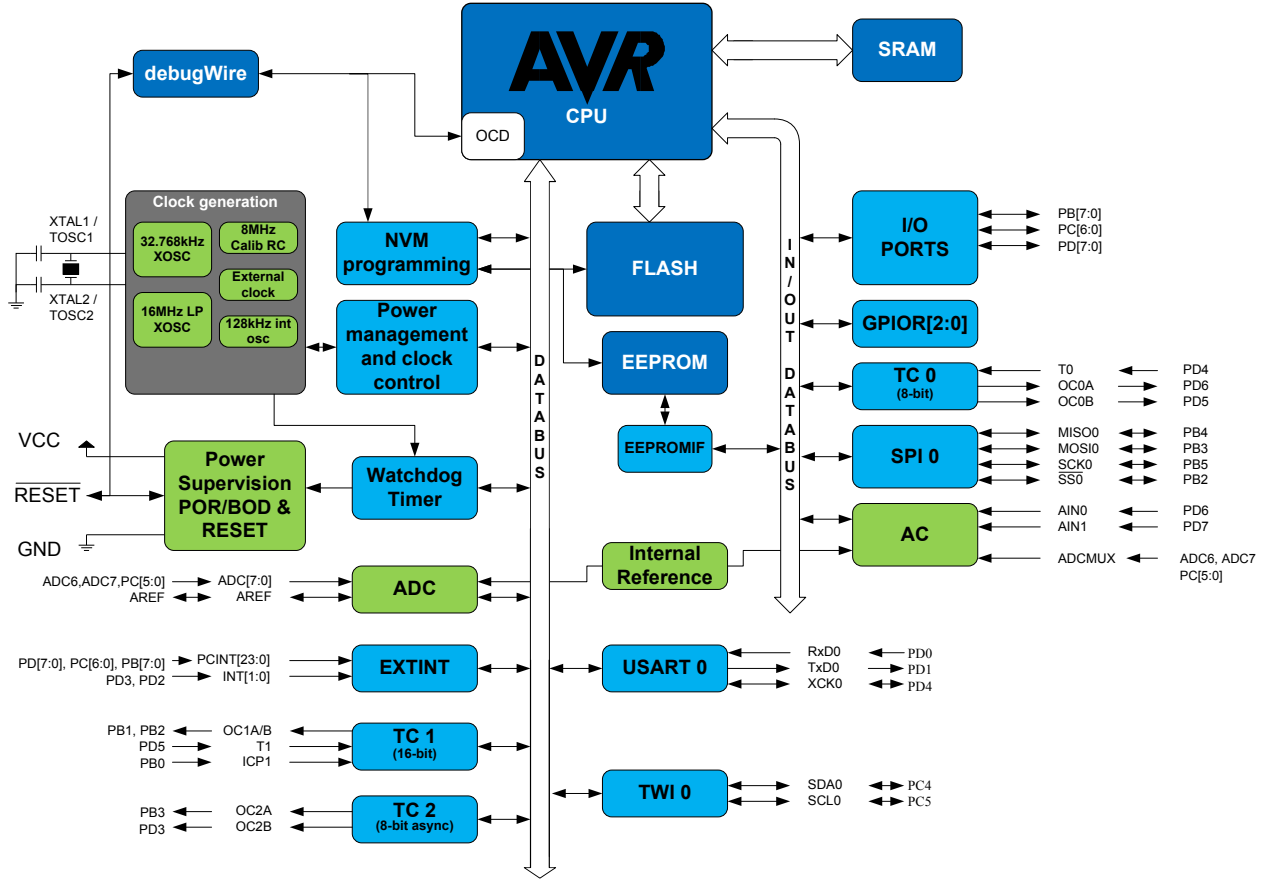 AVR
CPU
OCD
SRAM
debugWire
Clock generation
XTAL1 /
TOSC1
32.768kHz
XOSC
8MHz
Calib RC
External
clock
XTAL2 /
TOSC2
16MHz LP
XOSC
128kHz int
osc
NVM
programming
Power
management
and clock
control
FLASH
EEPROM
EEPROMIF
DATABUS
IN/OUT DATABUS
I/O
PORTS
PB[7:0]
PC[6:0]
PD[7:0]
GPIOR[2:0]
TC 0
(8-bit)
T0 PD4
OC0A PD6
OC0B PD5
SPI 0
MISO0 PB4
MOSI0 PB3
SCK0 PB5
SS0 PB2
AC
AIN0 PD6
AIN1 PD7
ADCMUX ADC6, ADC7
PC[5:0]
VCC
RESET
GND
Power
Supervision
POR/BOD &
RESET
Watchdog
Timer
Internal
Reference
ADC6,ADC7,PC[5:0] ADC[7:0]
AREF AREF
ADC
PD[7:0], PC[6:0], PB[7:0] PCINT[23:0]
PD3, PD2 INT[1:0]
EXTINT
USART 0
RxD0 PD0
TxD0 PD1
XCK0 PD4
PB1, PB2 OC1A/B
PD5 T1
PB0 ICP1
TC 1
(16-bit)
TWI 0
SDA0 PC4
SCL0 PC5
PB3 OC2A
PD3 OC2B
TC 2
(8-bit async)